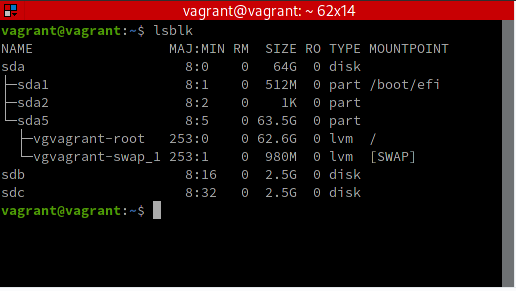 vagrant@vagrant: ~ 62x14
vagrant@vagrant:~$ lsblk
NAME                 MAJ:MIN RM  SIZE RO TYPE MOUNTPOINT
sda                    8:0    0   64G  0 disk
├─sda1                 8:1    0  512M  0 part /boot/efi
├─sda2                 8:2    0    1K  0 part
└─sda5                 8:5    0 63.5G  0 part
  ├─vgvagrant-root   253:0    0 62.6G  0 lvm  /
  └─vgvagrant-swap_1 253:1    0  980M  0 lvm  [SWAP]
sdb                    8:16   0  2.5G  0 disk
sdc                    8:32   0  2.5G  0 disk
vagrant@vagrant:~$